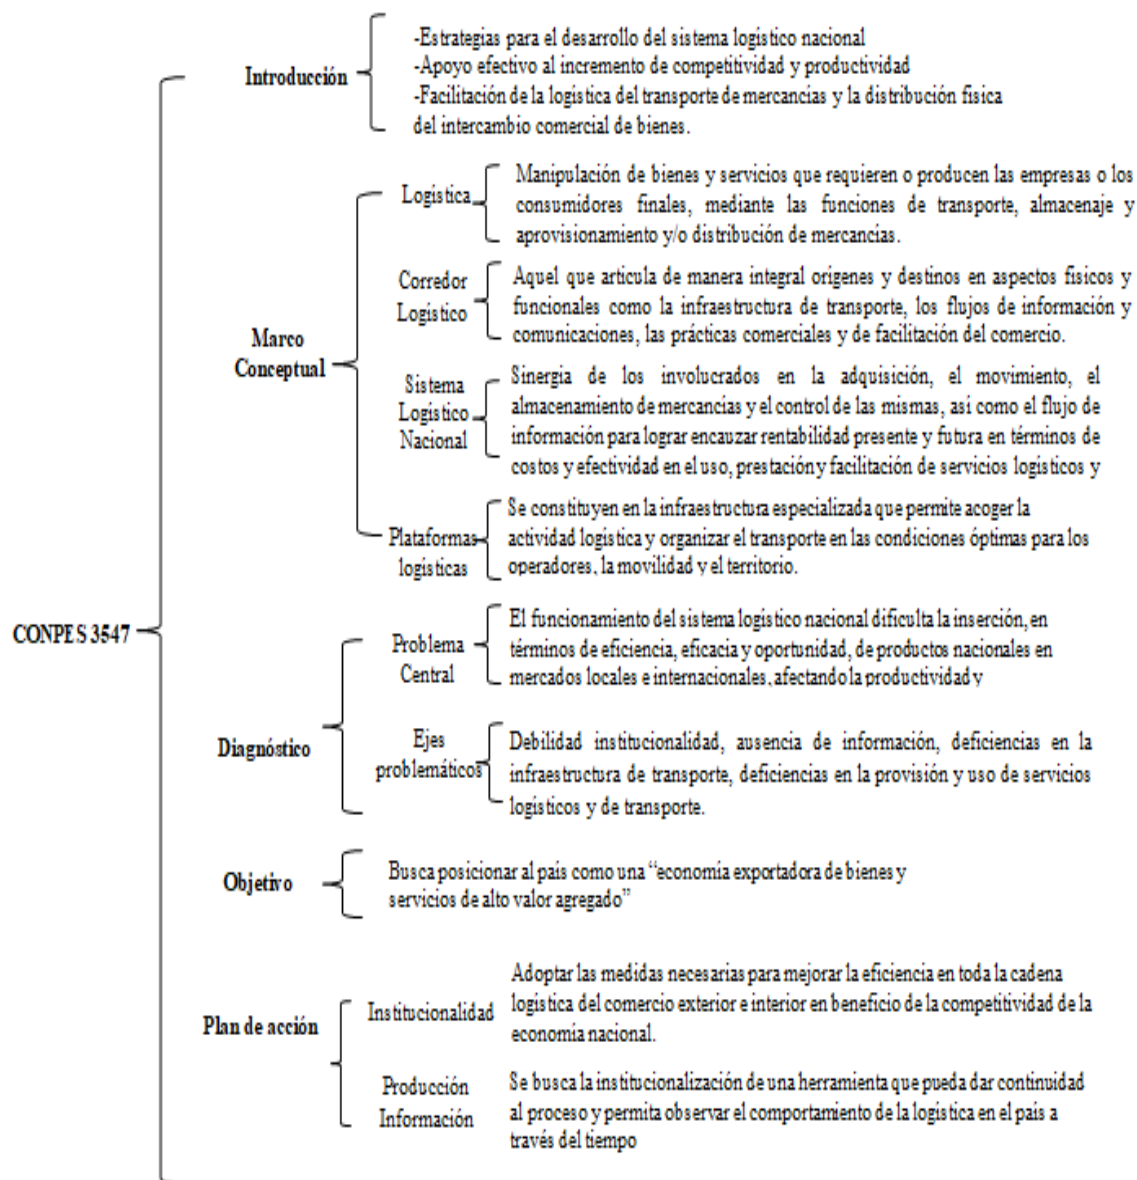 CONPES 3547
Introducción
-Estrategias para el desarrollo del sistema logístico nacional
-Apoyo efectivo al incremento de competitividad y productividad
-Facilitación de la logística del transporte de mercancías y la distribución física
del intercambio comercial de bienes.
Marco
Conceptual
Logística
Manipulación de bienes y servicios que requieren o producen las empresas o los
consumidores finales, mediante las funciones de transporte, almacenaje y
aprovisionamiento y/o distribución de mercancías.
Corredor
Logístico
Aquel que articula de manera integral orígenes y destinos en aspectos físicos y
funcionales como la infraestructura de transporte, los flujos de información y
comunicaciones, las prácticas comerciales y de facilitación del comercio.
Sistema
Logístico
Nacional
Sinergia de los involucrados en la adquisición, el movimiento, el
almacenamiento de mercancías y el control de las mismas, así como el flujo de
información para lograr encauzar rentabilidad presente y futura en términos de
costos y efectividad en el uso, prestación y facilitación de servicios logísticos y
Plataformas
logísticas
Se constituyen en la infraestructura especializada que permite acoger la
actividad logística y organizar el transporte en las condiciones óptimas para los
operadores, la movilidad y el territorio.
Diagnóstico
Problema
Central
El funcionamiento del sistema logístico nacional dificulta la inserción, en
términos de eficiencia, eficacia y oportunidad, de productos nacionales en
mercados locales e internacionales, afectando la productividad y
Ejes
problemáticos
Debilidad institucionalidad, ausencia de información, deficiencias en la
infraestructura de transporte, deficiencias en la provisión y uso de servicios
logísticos y de transporte.
Objetivo
Busca posicionar al país como una “economía exportadora de bienes y
servicios de alto valor agregado”
Plan de acción
Institucionalidad
Adoptar las medidas necesarias para mejorar la eficiencia en toda la cadena
logística del comercio exterior e interior en beneficio de la competitividad de la
economía nacional.
Producción
Información
Se busca la institucionalización de una herramienta que pueda dar continuidad
al proceso y permita observar el comportamiento de la logística en el país a
través del tiempo